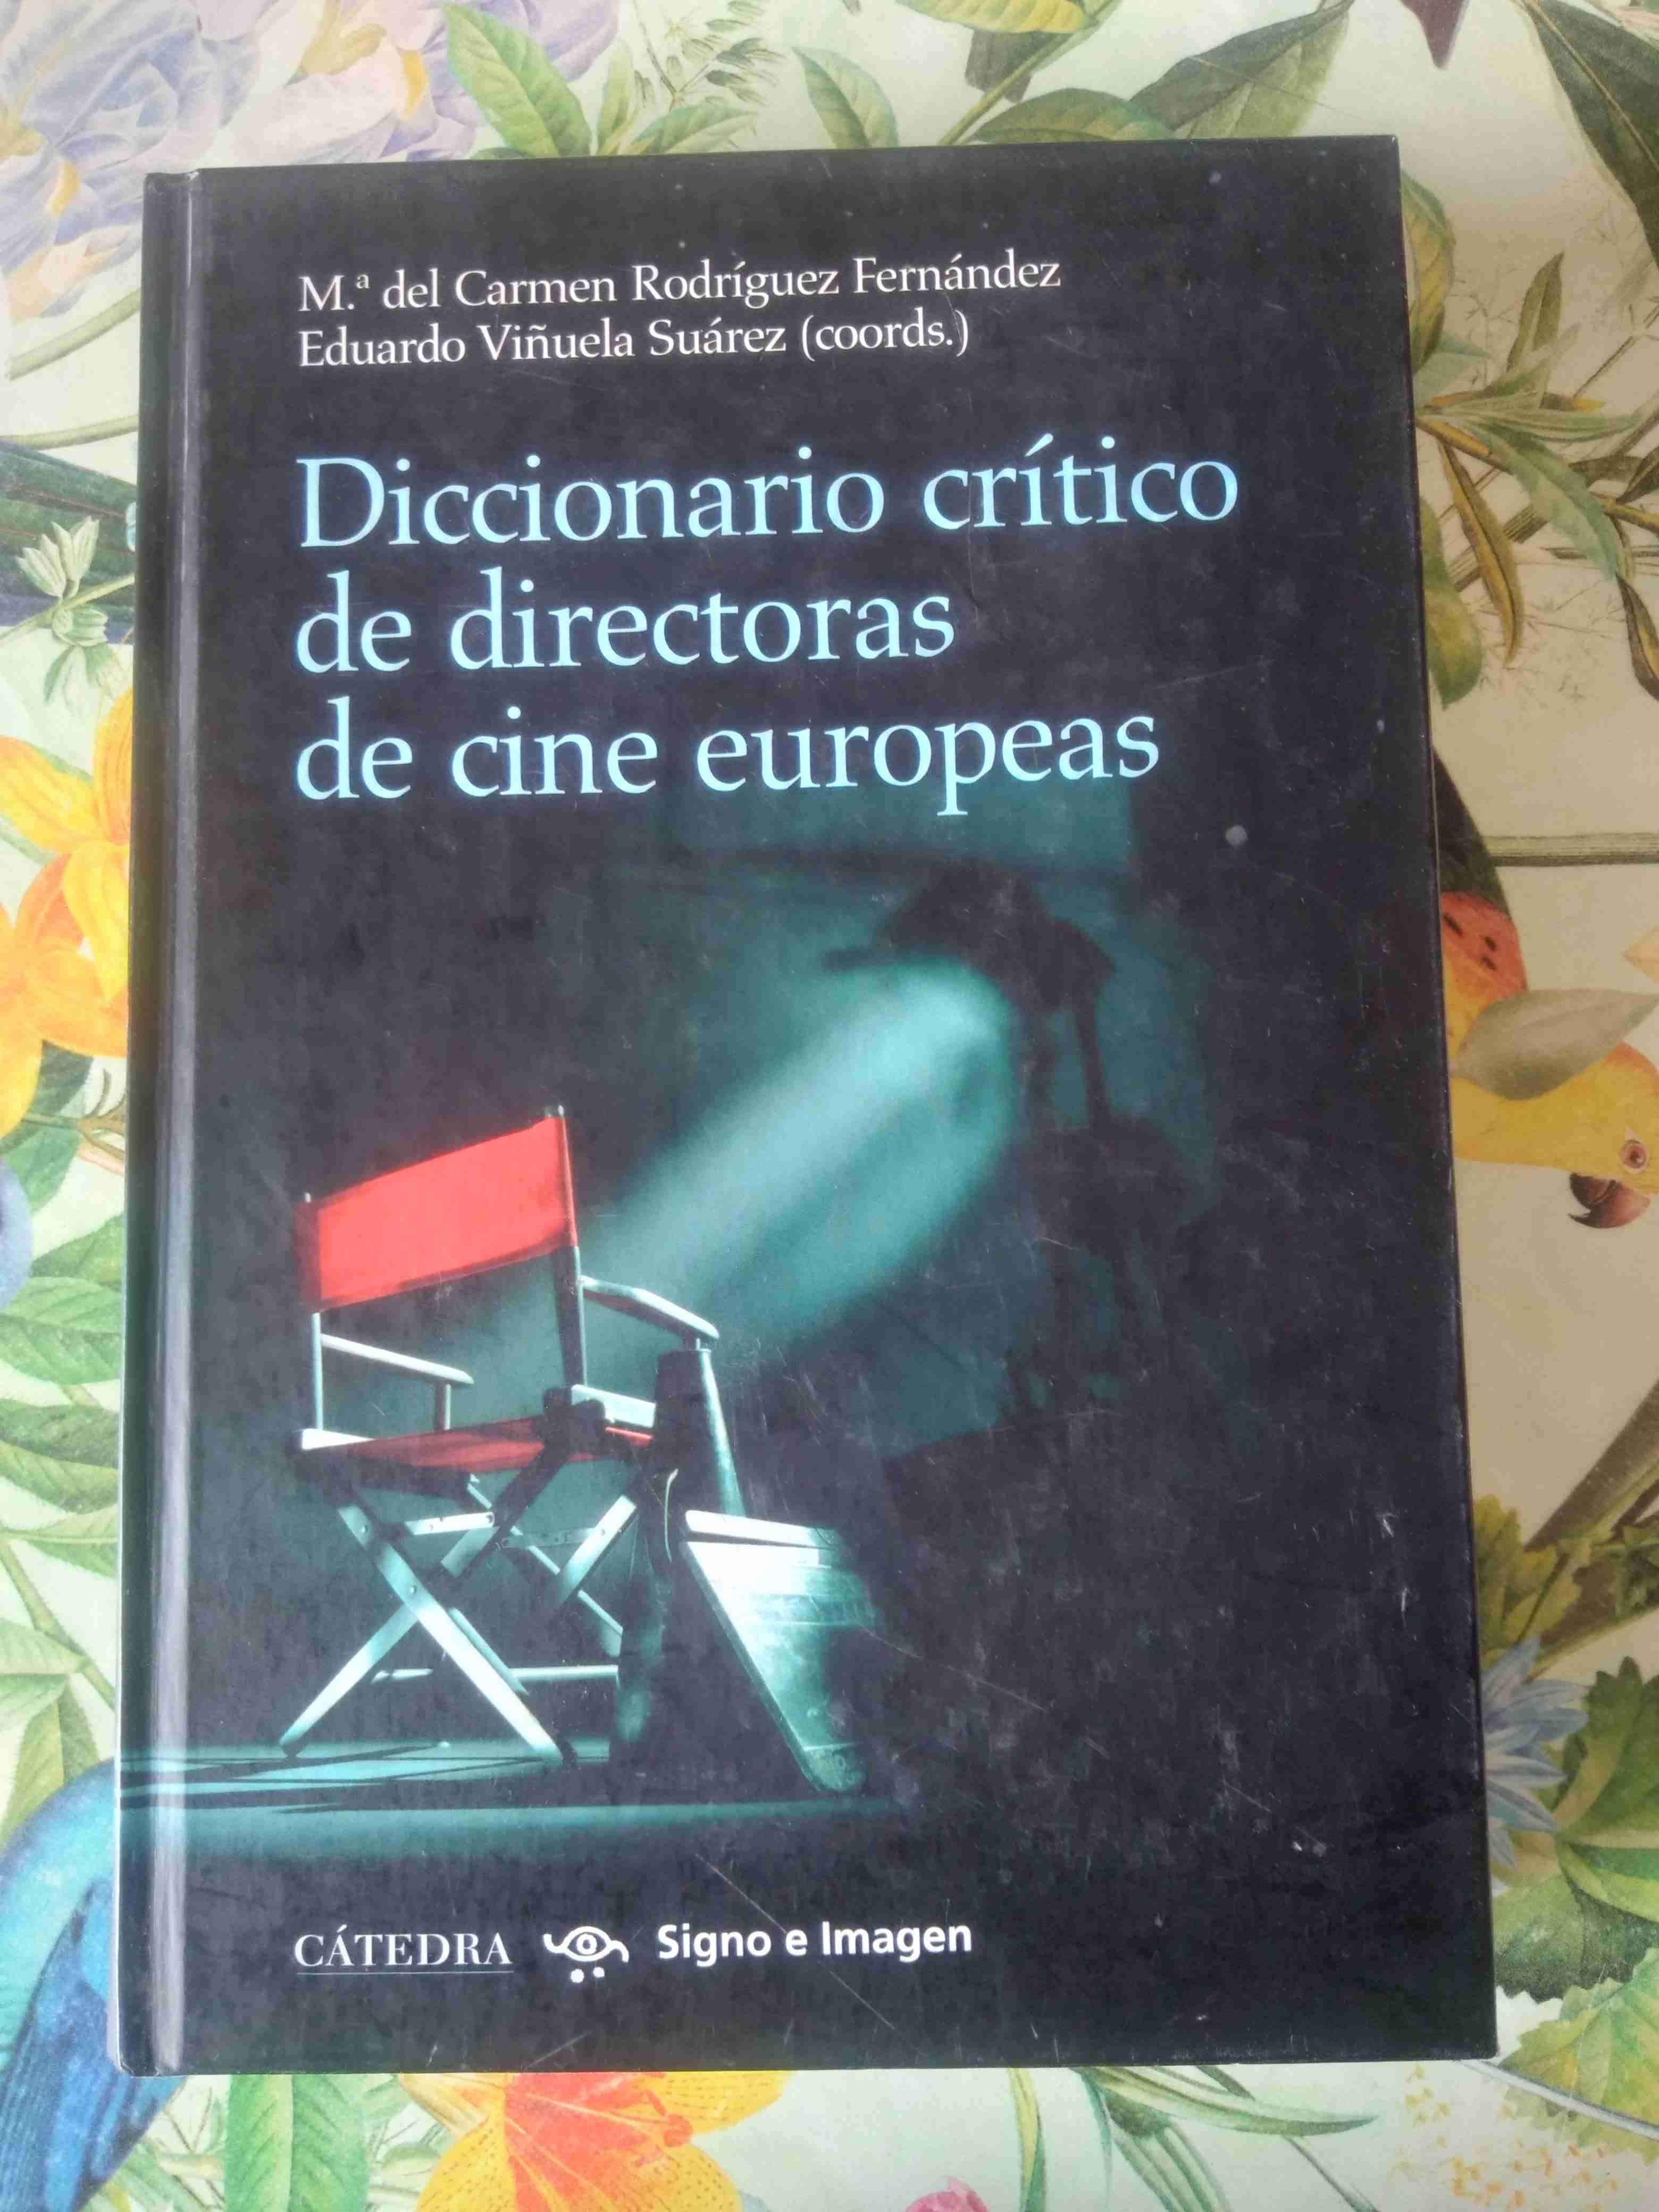 M.ª del Carmen Rodríguez Fernández
Eduardo Viñuela Suárez (coords.)
Diccionario crítico
de directoras
de cine europeas
CÁTEDRA Signo e Imagen